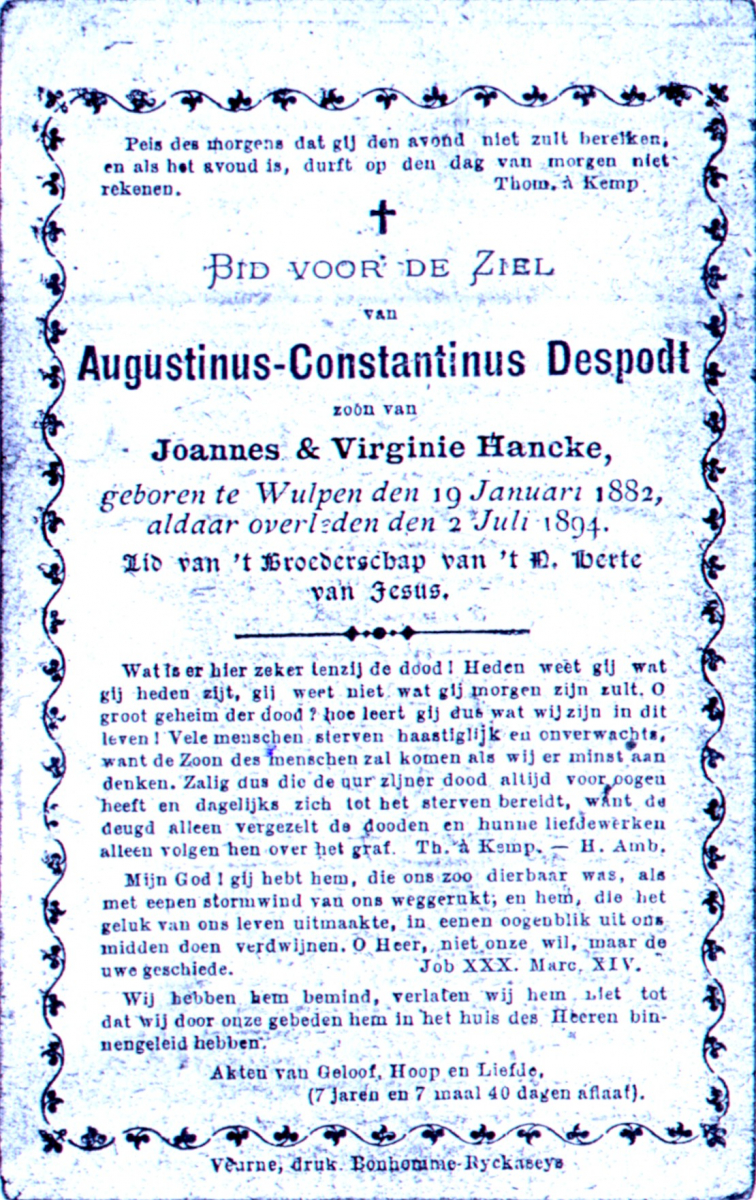 Peis des morgens dat gij den avond niet zult bereiken,
en als het avond is, durft op den dag van morgen niet
rekenen. Thom. à Kemp
BID VOOR DE ZIEL
van
Augustinus-Constantinus Despodt
zoon van
Joannes & Virginie Hancke,
geboren te Wulpen den 19 Januari 1882,
aldaar overleden den 2 Juli 1894.
Lid van 't Broederschap van 't H. Herte
van Jesus.
Wat is er hier zeker tenzij de dood! Heden weet gij wat
gij heden zijt, gij weet niet wat gij morgen zijn zult. O
groot geheim der dood? hoe leert gij dus wat wij zijn in dit
leven! Vele menschen sterven haastiglijk en onverwachts,
want de Zoon des menschen zal komen als wij er minst aan
denken. Zalig dus die de uur zijner dood altijd voor oogen
heeft en dagelijks zich tot het sterven bereidt, want de
deugd alleen vergezelt de dooden en hunne liefdewerken
alleen volgen hen over het graf. Th. à Kemp. — H. Amb.
Mijn God! gij hebt hem, die ons zoo dierbaar was, als
met eenen stormwind van ons weggerukt; en hem, die het
geluk van ons leven uitmaakte, in eenen oogenblik uit ons
midden doen verdwijnen. O Heer, niet onze wil, maar de
uwe geschiede. Job XXX. Marc. XIV.
Wij hebben hem bemind, verlaten wij hem niet tot
dat wij door onze gebeden hem in het huis des Heeren bin-
nengeleid hebben.
Akten van Geloof, Hoop en Liefde.
(7 jaren en 7 maal 40 dagen aflaat).
Veurne, druk. Bonhomme-Ryckaseys